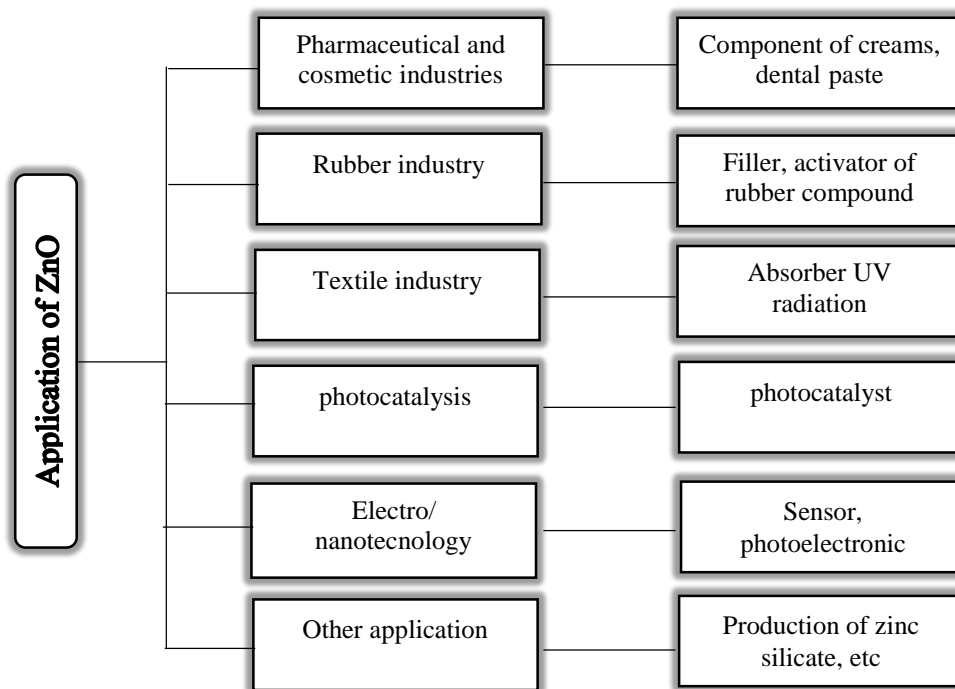 Application of ZnO
Pharmaceutical and
cosmetic industries
Component of creams,
dental paste
Rubber industry
Filler, activator of
rubber compound
Textile industry
Absorber UV
radiation
photocatalysis
photocatalyst
Electro/
nanotecnology
Sensor,
photoelectronic
Other application
Production of zinc
silicate, etc